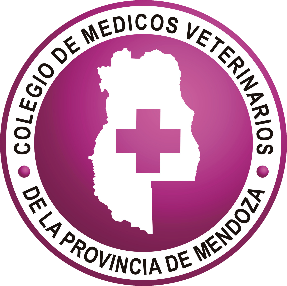 COLEGIO DE MEDICOS VETERINARIOS
DE LA PROVINCIA DE MENDOZA